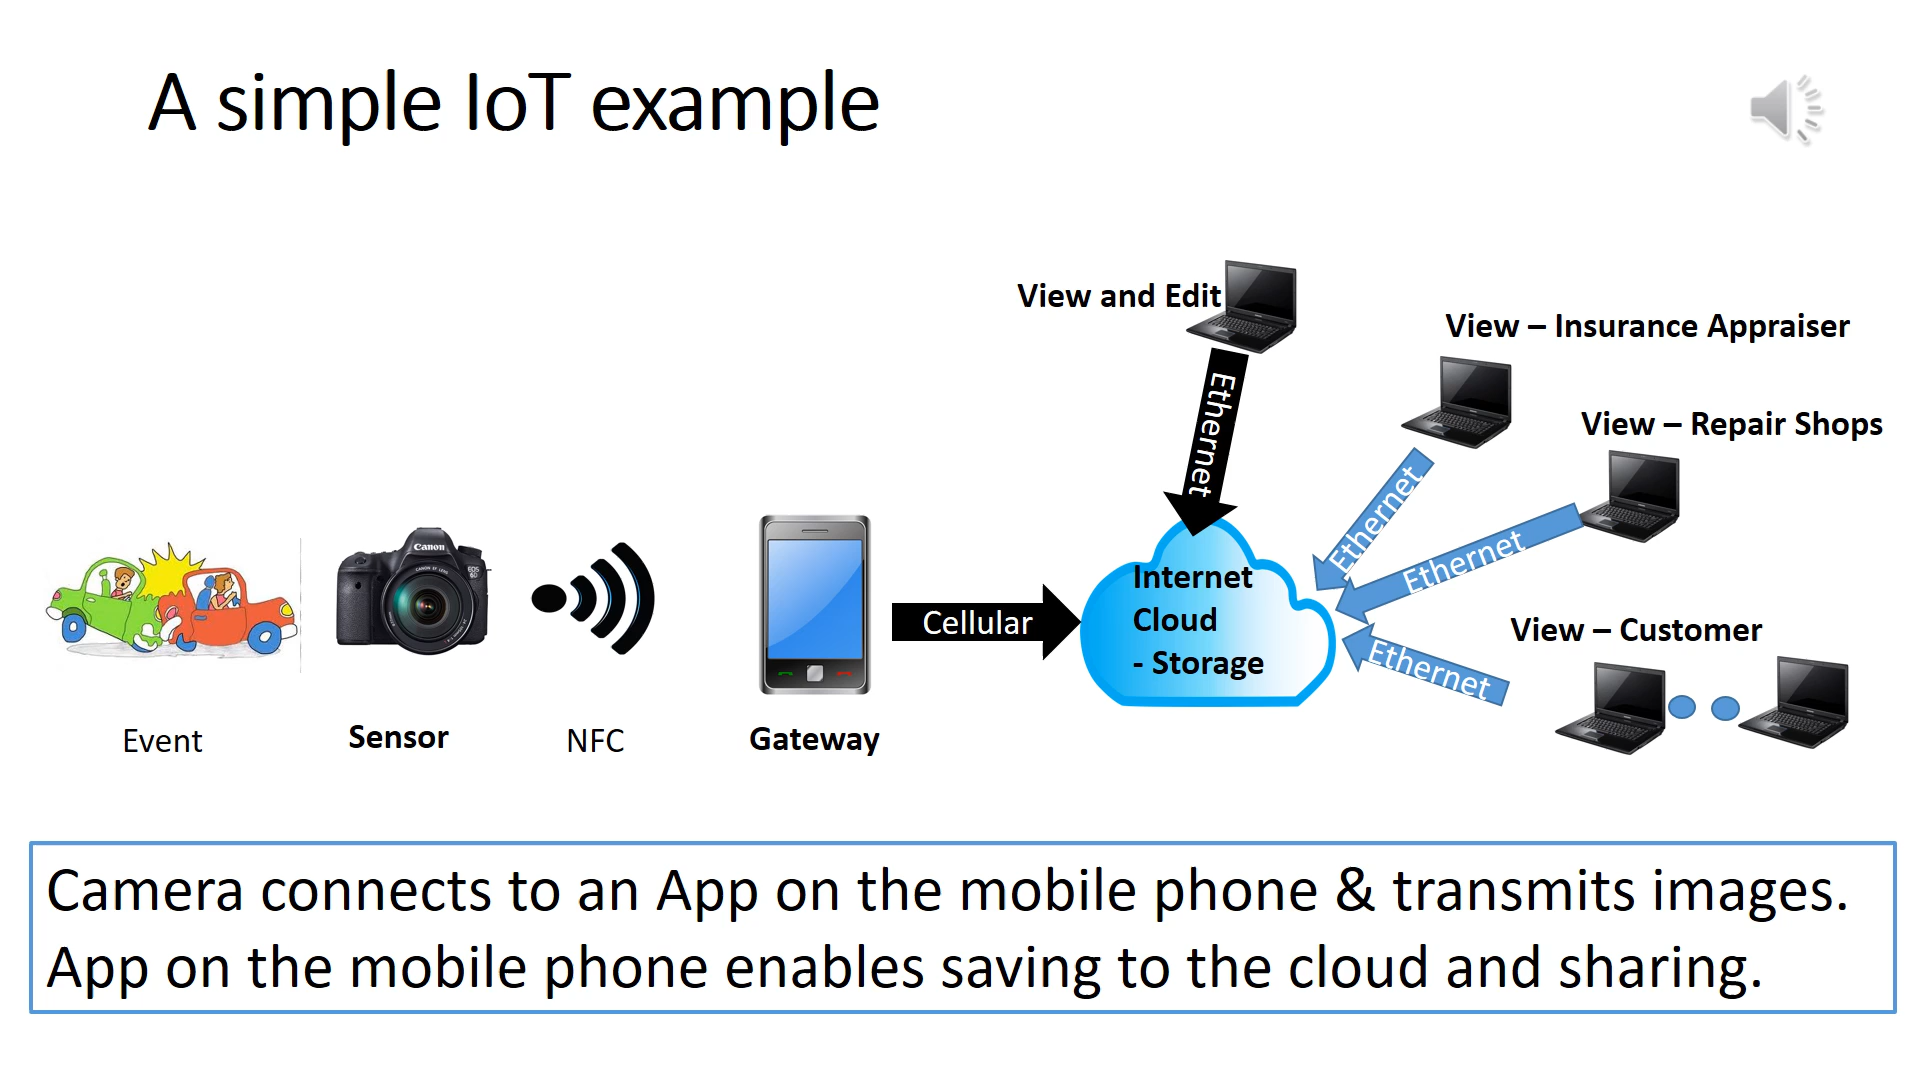 A simple IoT example
View and Edit
View – Insurance Appraiser
View – Repair Shops
Ethernet
Ethernet
Ethernet
Canon
Cellular
Internet
Cloud
- Storage
View – Customer
Ethernet
Event
Sensor
NFC
Gateway
Camera connects to an App on the mobile phone & transmits images.
App on the mobile phone enables saving to the cloud and sharing.